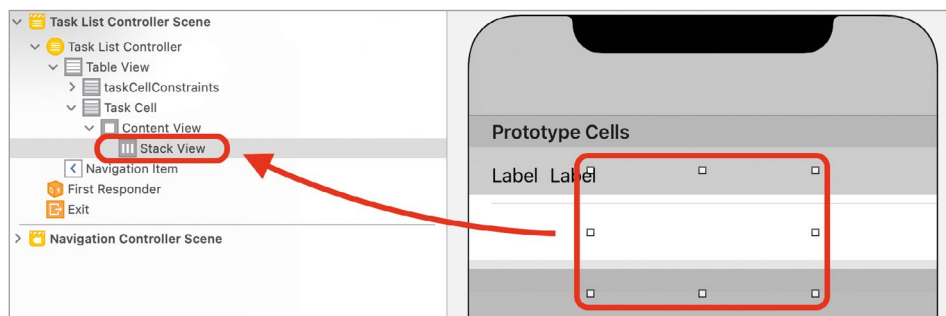 Task List Controller Scene
Task List Controller
Table View
taskCellConstraints
Task Cell
Content View
Stack View
Navigation Item
First Responder
Exit
Navigation Controller Scene
Prototype Cells
Label Label